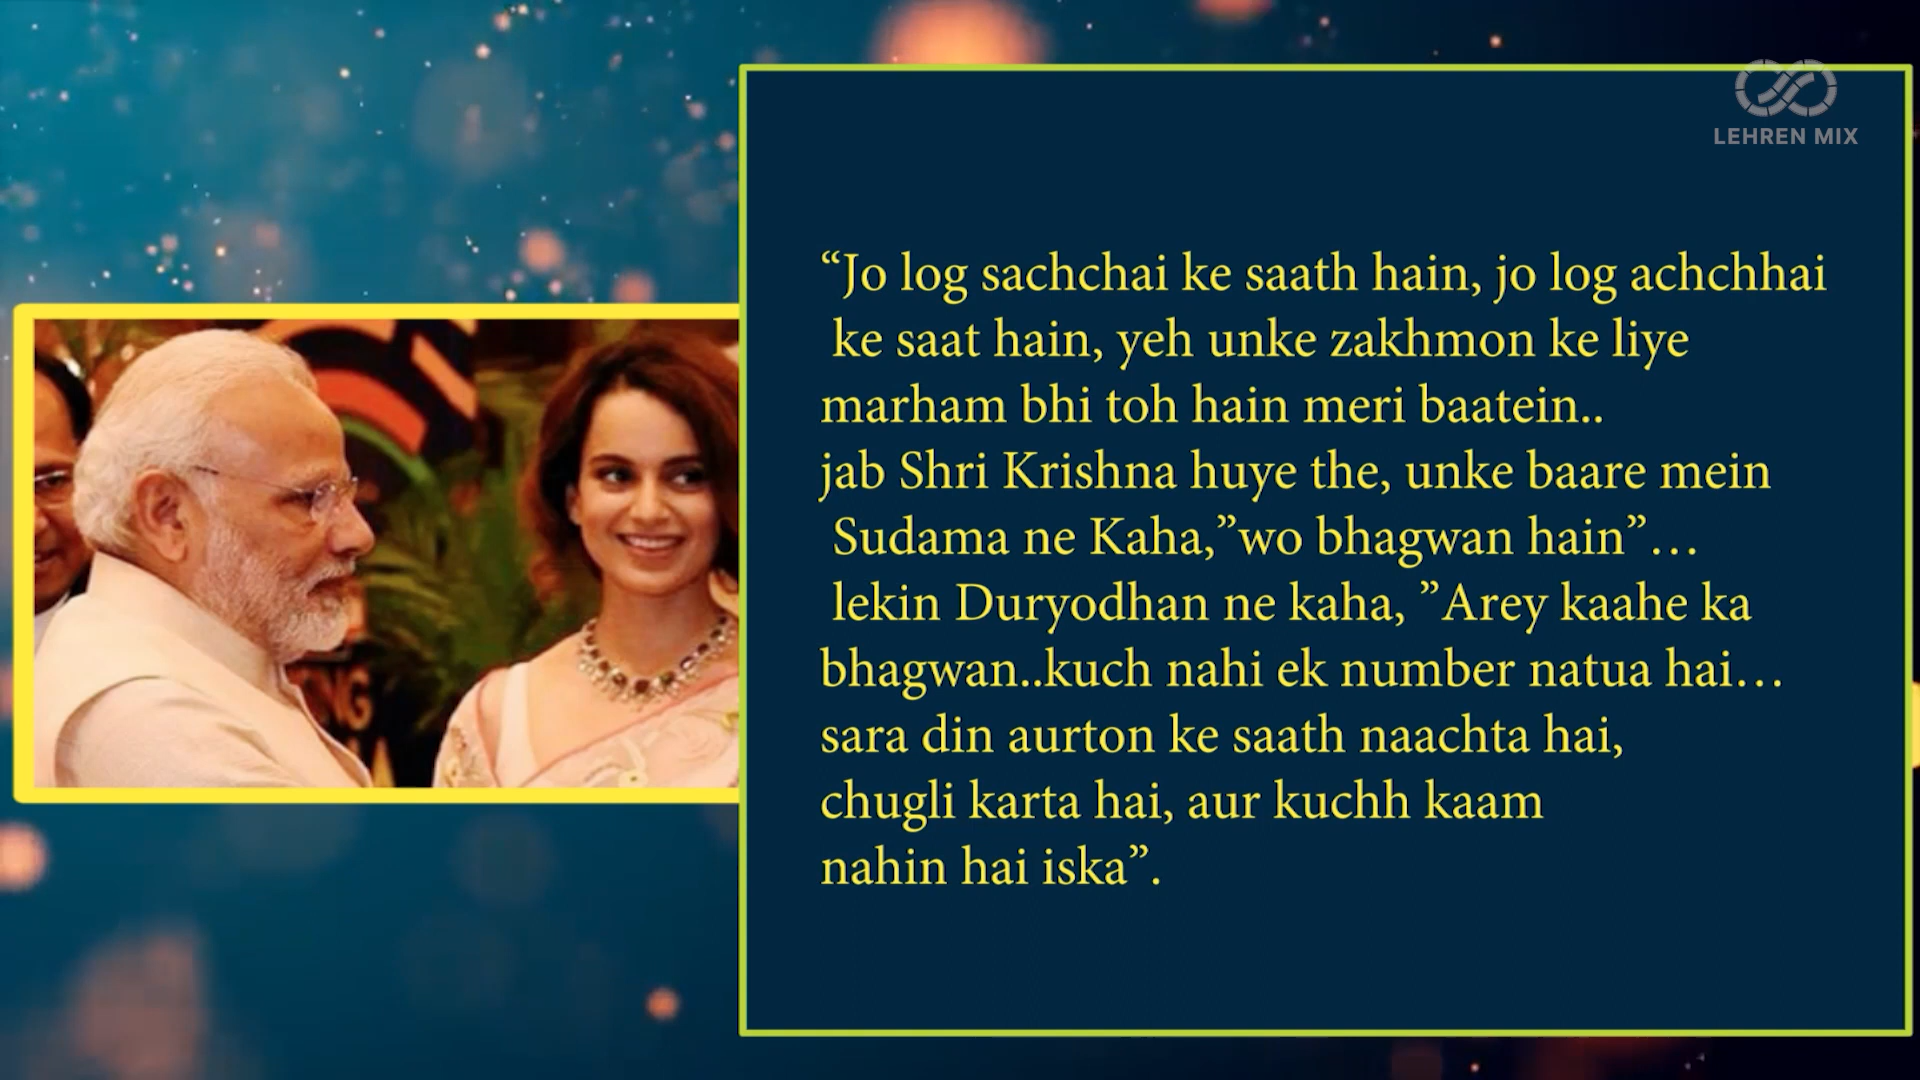 LEHREN MIX
“Jo log sachchai ke saath hain, jo log achchhai
ke saat hain, yeh unke zakhmon ke liye
marham bhi toh hain meri baatein..
jab Shri Krishna huye the, unke baare mein
Sudama ne Kaha,”wo bhagwan hain”…
lekin Duryodhan ne kaha, ”Arey kaahe ka
bhagwan..kuch nahi ek number natua hai…
sara din aurton ke saath naachta hai,
chugli karta hai, aur kuchh kaam
nahin hai iska”.